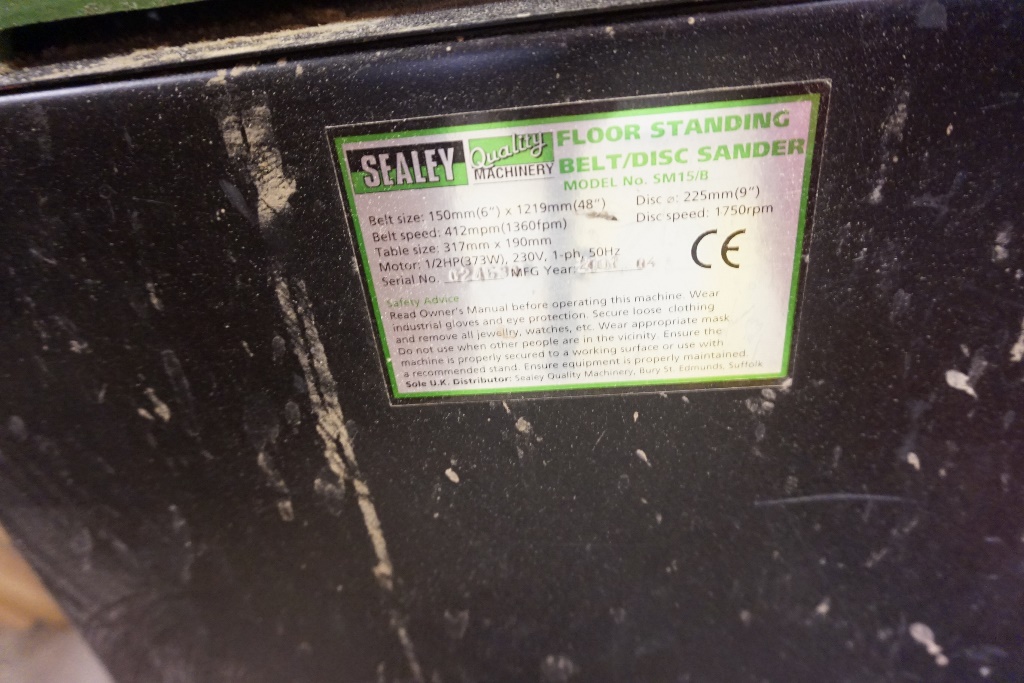 SEALEY Quality MACHINERY
FLOOR STANDING
BELT/DISC SANDER
MODEL No. SM15/B
Belt size: 150mm(6") x 1219mm(48") Disc ⌀: 225mm(9")
Belt speed: 412mpm(1360fpm) Disc speed: 1750rpm
Table size: 317mm x 190mm
Motor: 1/2HP(373W), 230V, 1-ph, 50Hz
Serial No. MFG Year: 04
CE
Safety Advice
Read Owner's Manual before operating this machine. Wear
industrial gloves and eye protection. Secure loose clothing
and remove all jewellry, watches, etc. Wear appropriate mask
Do not use when other people are in the vicinity. Ensure the
machine is properly secured to a working surface or use with
a recommended stand. Ensure equipment is properly maintained
Sole U.K. Distributor: Sealey Quality Machinery, Bury St. Edmunds, Suffolk